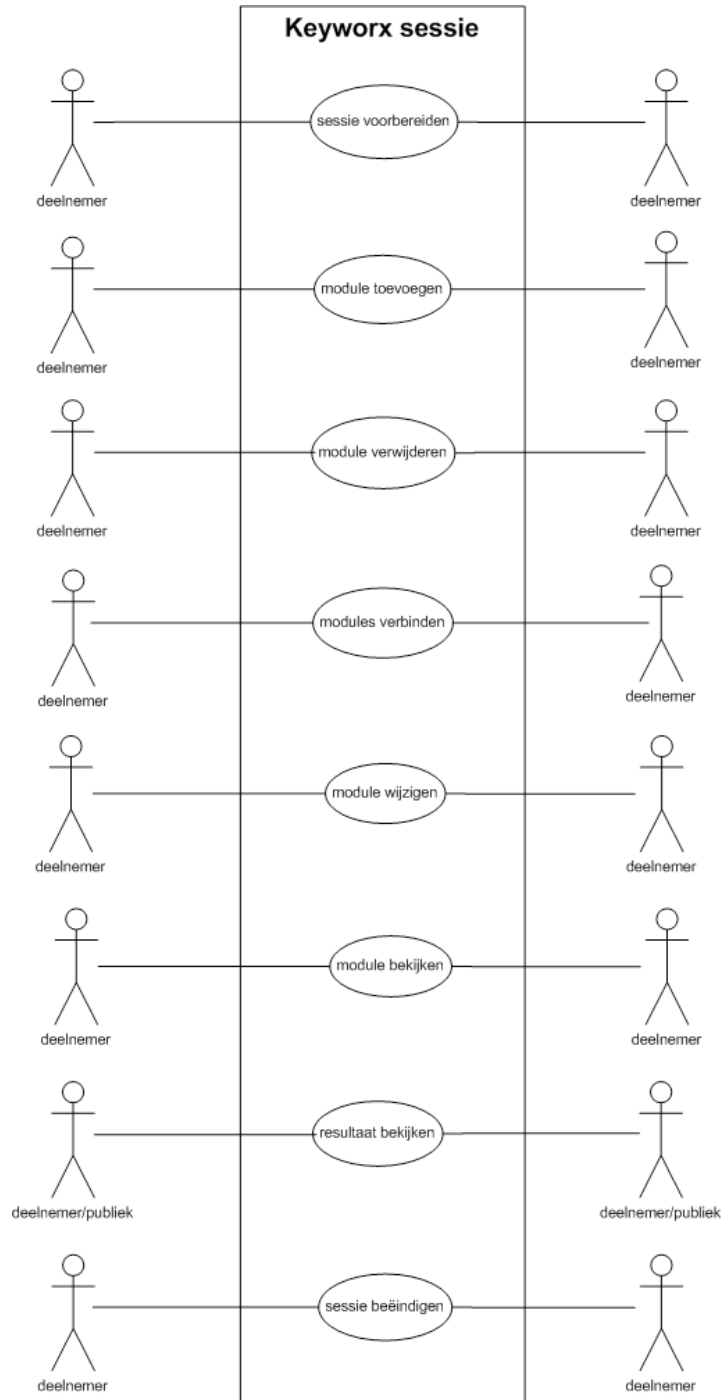 Keyworx sessie
sessie voorbereiden
deelnemer
deelnemer
module toevoegen
deelnemer
deelnemer
module verwijderen
deelnemer
deelnemer
modules verbinden
deelnemer
deelnemer
module wijzigen
deelnemer
deelnemer
module bekijken
deelnemer
deelnemer
resultaat bekijken
deelnemer/publiek
deelnemer/publiek
sessie beëindigen
deelnemer
deelnemer